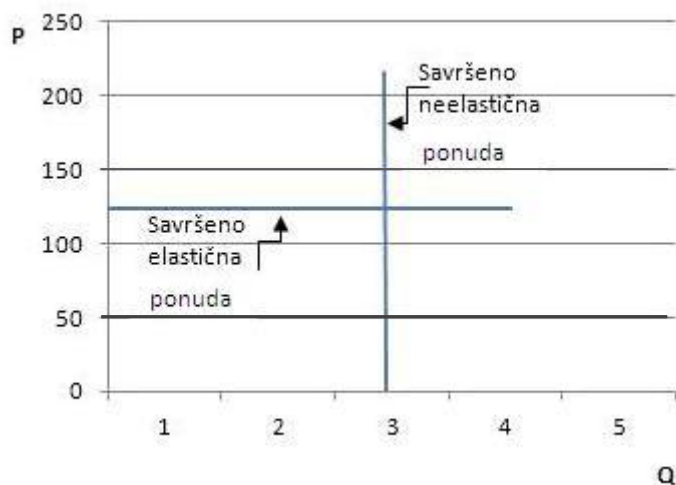 P
250
200
150
100
50
0
Savršeno
neelastična
ponuda
Savršeno
elastična
ponuda
1 2 3 4 5
Q